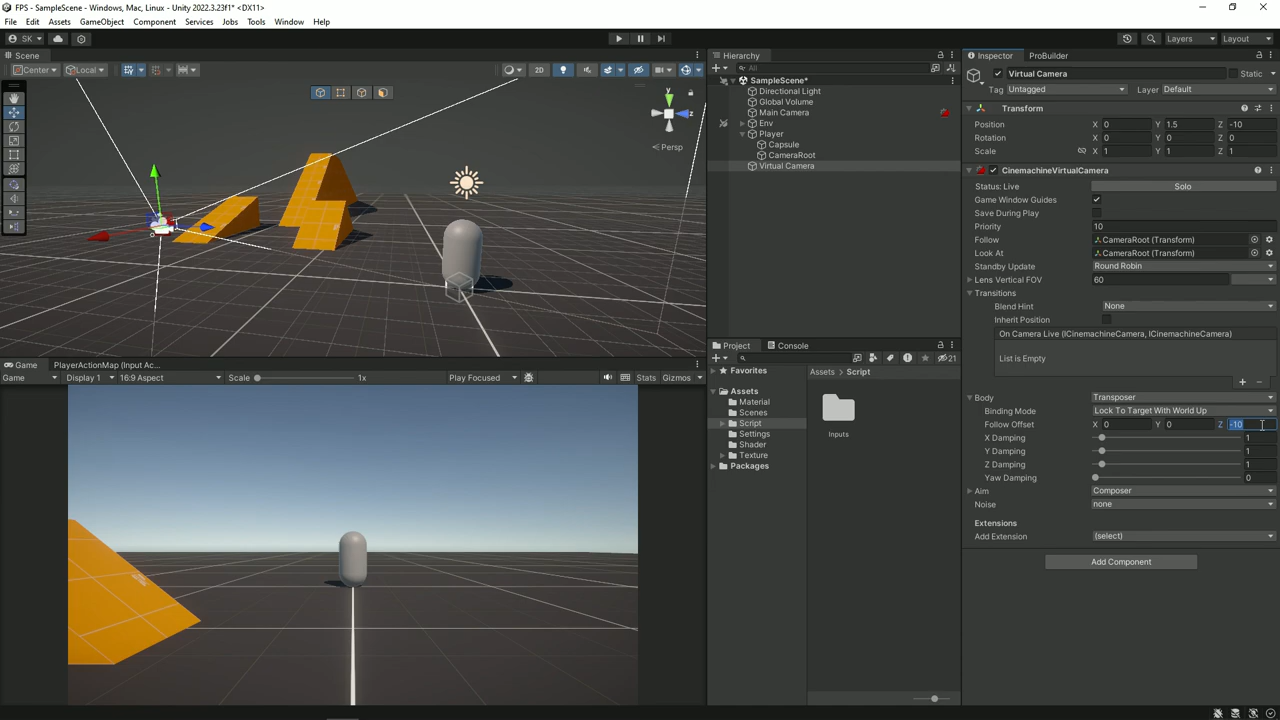 FPS - SampleScene - Windows, Mac, Linux - Unity 2022.3.23f1* <DX11>
File Edit Assets GameObject Component Services Jobs Tools Window Help
SK Layers Layout
Scene
Center Local 2D
y
z
Persp
Game PlayerActionMap (Input Ac...
Game Display 1 16:9 Aspect Scale 1x Play Focused Stats Gizmos
Hierarchy
All
SampleScene*
Directional Light
Global Volume
Main Camera
Env
Player
Capsule
CameraRoot
Virtual Camera
Project Console
21
Favorites
Assets
Material
Scenes
Script
Settings
Shader
Texture
Packages
Assets > Script
Inputs
Inspector ProBuilder
Virtual Camera Static
Tag Untagged Layer Default
Transform
Position X 0 Y 1.5 Z -10
Rotation X 0 Y 0 Z 0
Scale X 1 Y 1 Z 1
CinemachineVirtualCamera
Status: Live Solo
Game Window Guides
Save During Play
Priority 10
Follow CameraRoot (Transform)
Look At CameraRoot (Transform)
Standby Update Round Robin
Lens Vertical FOV 60
Transitions
Blend Hint None
Inherit Position
On Camera Live (ICinemachineCamera, ICinemachineCamera)
List is Empty
Body Transposer
Binding Mode Lock To Target With World Up
Follow Offset X 0 Y 0 Z -10
X Damping 1
Y Damping 1
Z Damping 1
Yaw Damping 0
Aim Composer
Noise none
Extensions
Add Extension (select)
Add Component